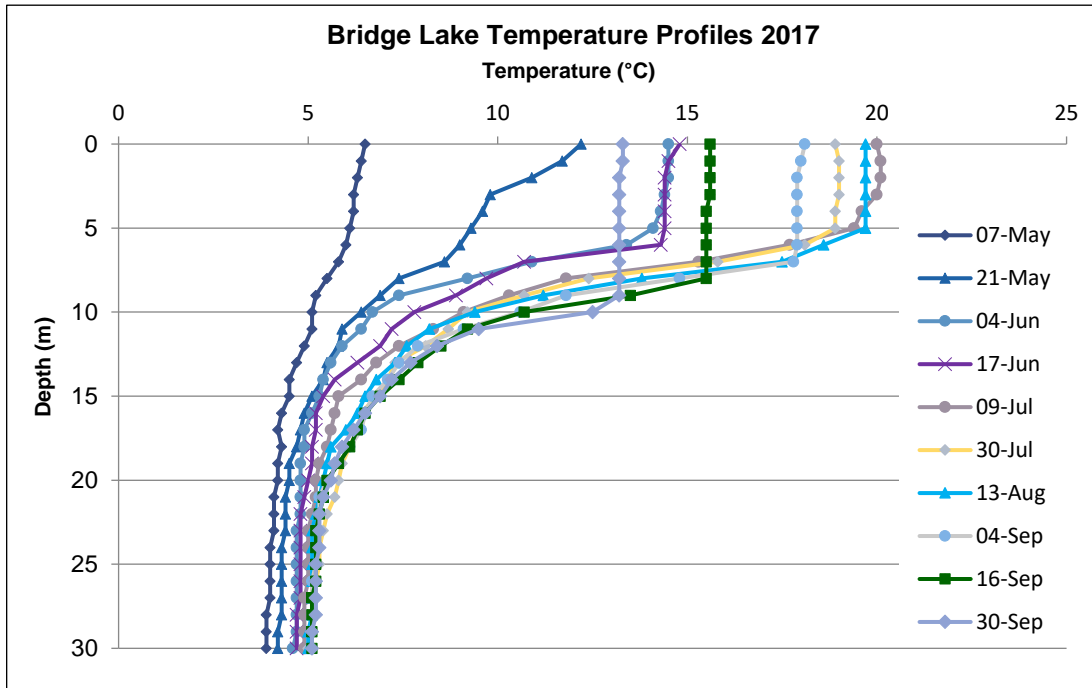 Bridge Lake Temperature Profiles 2017
Temperature (°C)
0 5 10 15 20 25
0
5
10
15
20
25
30
Depth (m)
07-May
21-May
04-Jun
17-Jun
09-Jul
30-Jul
13-Aug
04-Sep
16-Sep
30-Sep